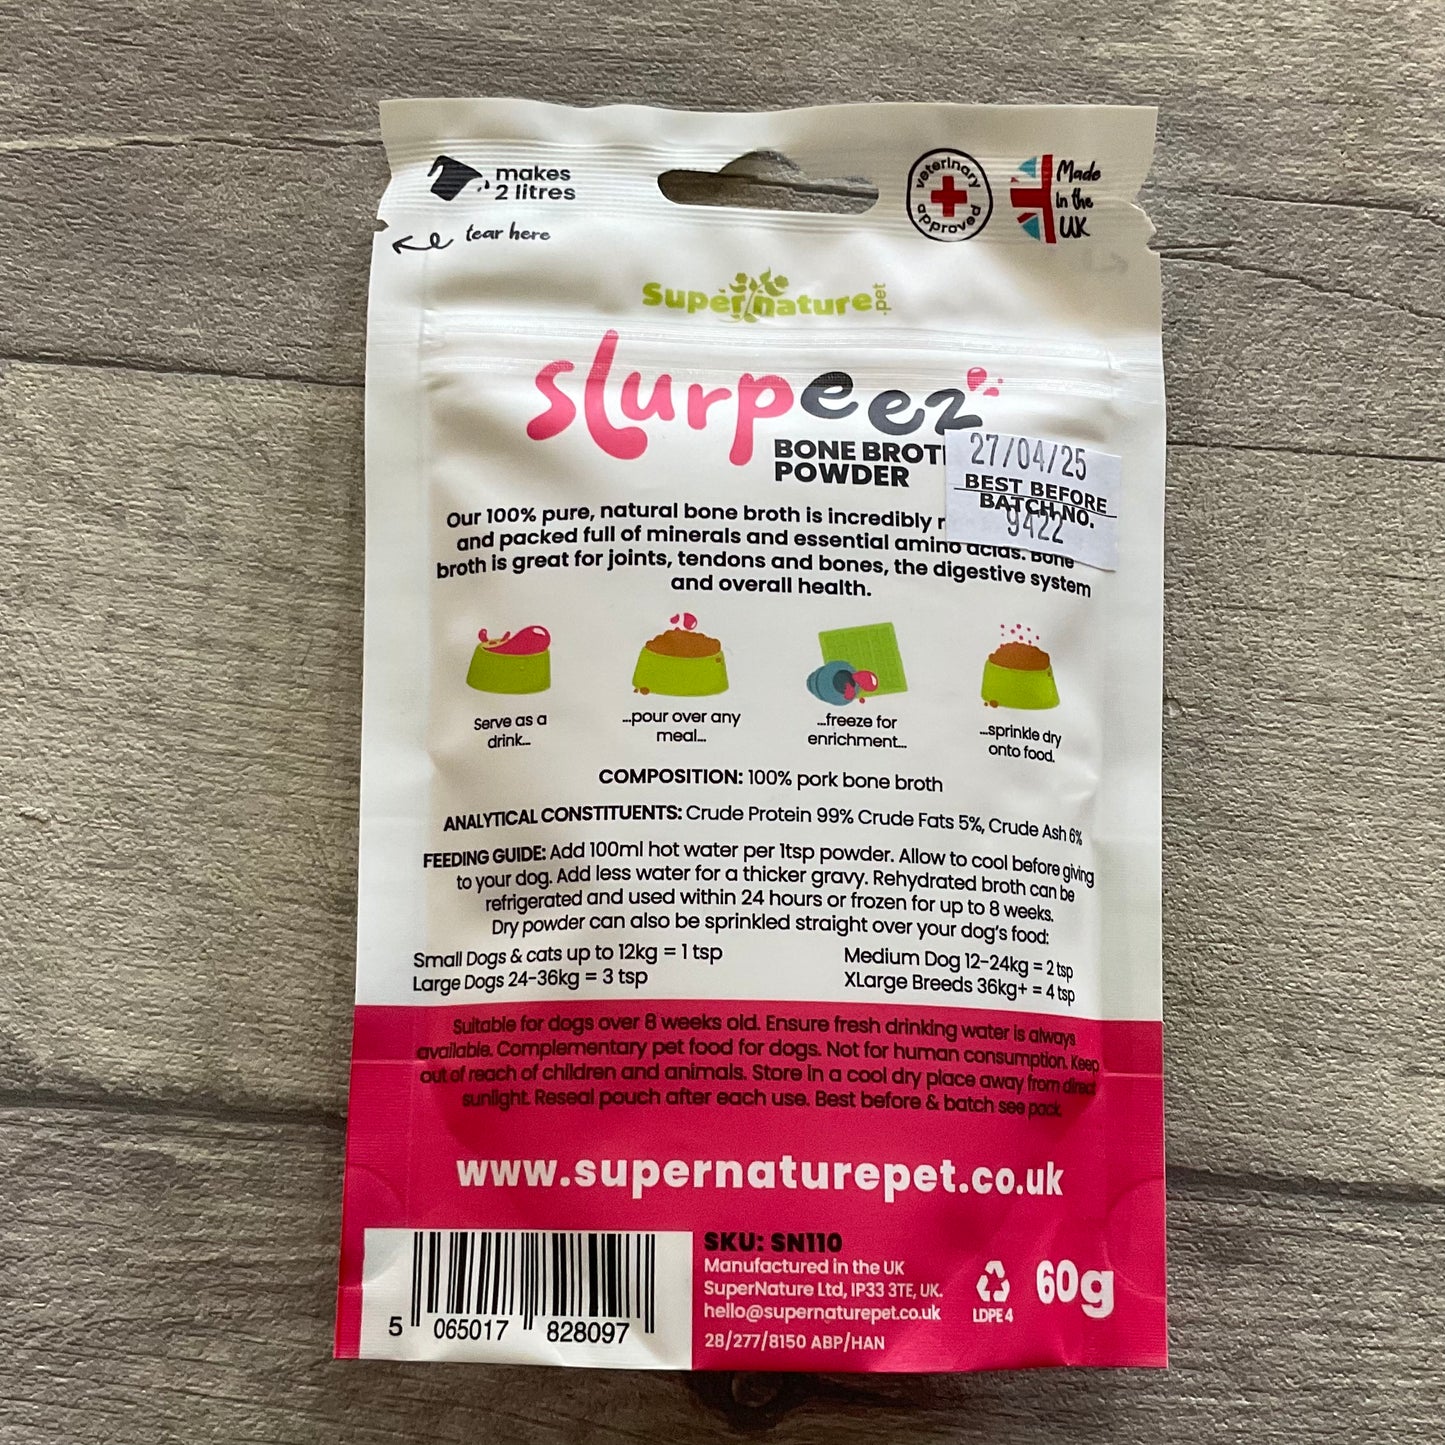 makes
2 litres
tear here
veterinary
approved
Made
in the
UK
Supernature.pet
slurpeez
BONE BROTH
POWDER
27/04/25
BEST BEFORE
BATCH NO.
9422
Our 100% pure, natural bone broth is incredibly
and packed full of minerals and essential amino acids. Bone
broth is great for joints, tendons and bones, the digestive system
and overall health.
Serve as a
drink...
...pour over any
meal...
...freeze for
enrichment...
...sprinkle dry
onto food.
COMPOSITION: 100% pork bone broth
ANALYTICAL CONSTITUENTS: Crude Protein 99% Crude Fats 5%, Crude Ash 6%
FEEDING GUIDE: Add 100ml hot water per 1tsp powder. Allow to cool before giving
to your dog. Add less water for a thicker gravy. Rehydrated broth can be
refrigerated and used within 24 hours or frozen for up to 8 weeks.
Dry powder can also be sprinkled straight over your dog's food:
Small Dogs & cats up to 12kg = 1 tsp
Medium Dog 12-24kg = 2 tsp
Large Dogs 24-36kg = 3 tsp
XLarge Breeds 36kg+ = 4 tsp
Suitable for dogs over 8 weeks old. Ensure fresh drinking water is always
available. Complementary pet food for dogs. Not for human consumption. Keep
out of reach of children and animals. Store in a cool dry place away from direct
sunlight. Reseal pouch after each use. Best before & batch see pack.
www.supernaturepet.co.uk
SKU: SN110
Manufactured in the UK
SuperNature Ltd, IP33 3TE, UK.
hello@supernaturepet.co.uk
28/277/8150 ABP/HAN
LDPE 4
60g
5 065017 828097